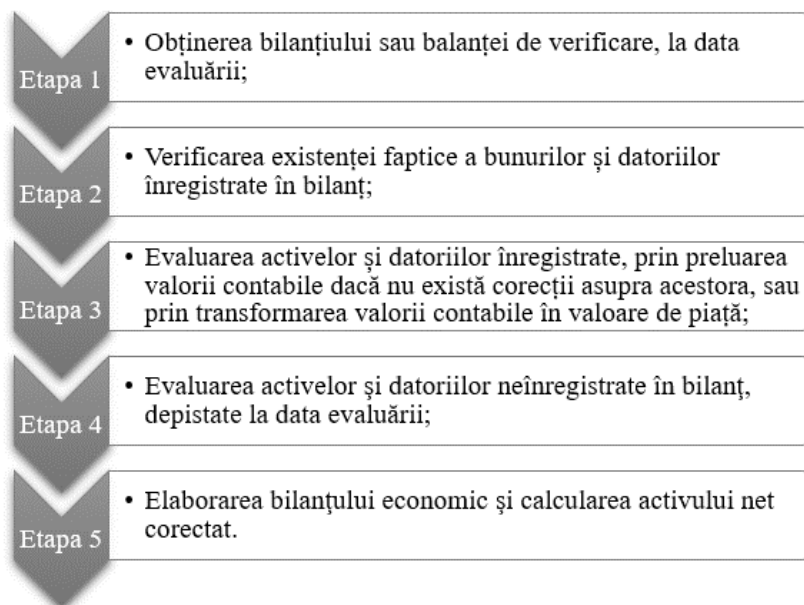 Etapa 1
• Obținerea bilanțiului sau balanței de verificare, la data
evaluării;
Etapa 2
• Verificarea existenței faptice a bunurilor și datoriilor
înregistrate în bilanț;
Etapa 3
• Evaluarea activelor și datoriilor înregistrate, prin preluarea
valorii contabile dacă nu există corecții asupra acestora, sau
prin transformarea valorii contabile în valoare de piață;
Etapa 4
• Evaluarea activelor şi datoriilor neînregistrate în bilanţ,
depistate la data evaluării;
Etapa 5
• Elaborarea bilanţului economic şi calcularea activului net
corectat.